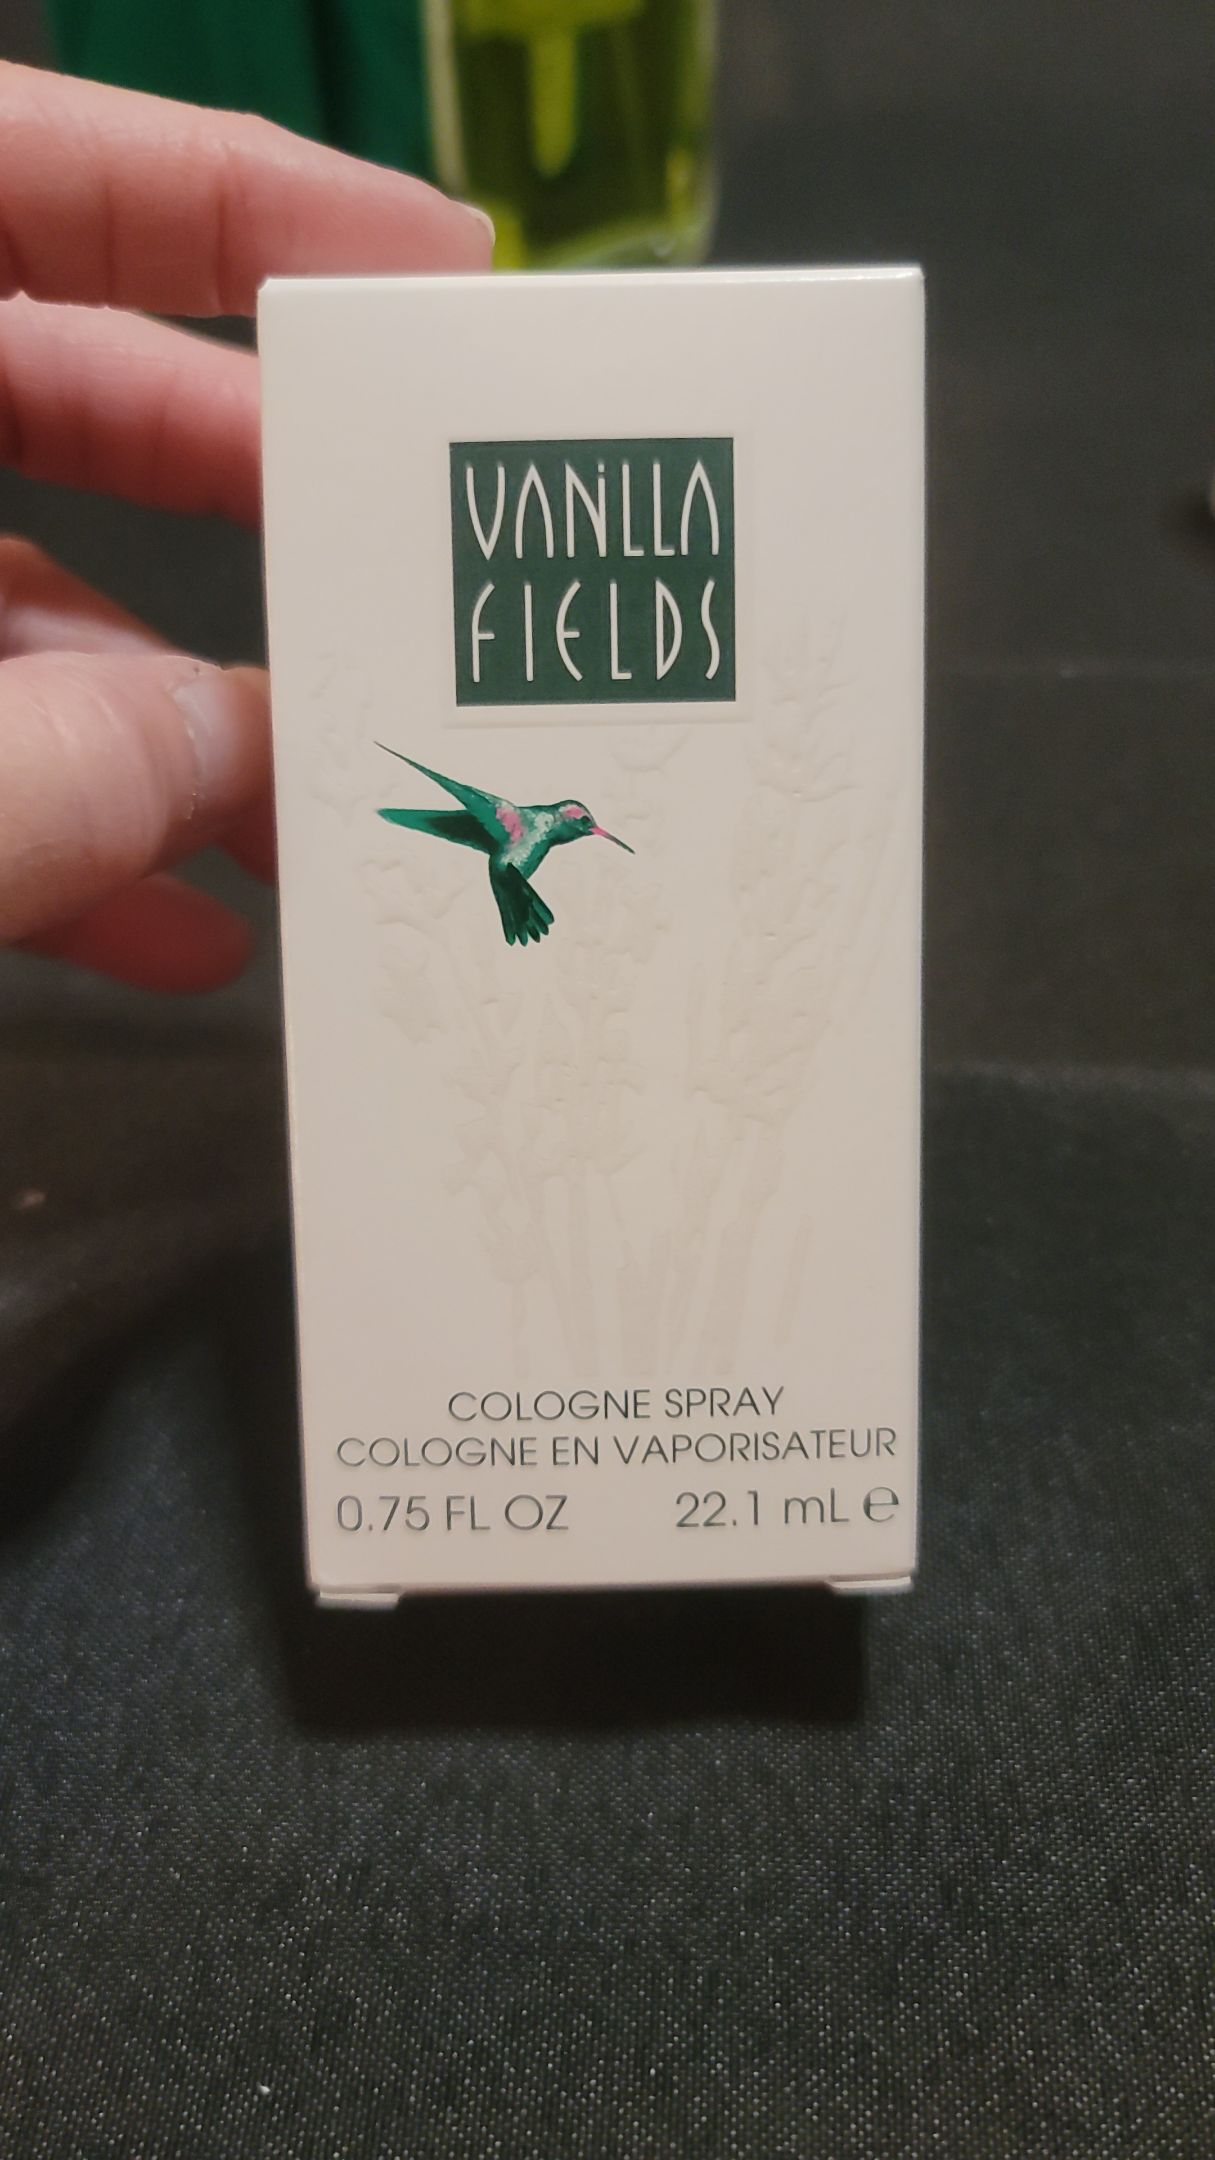 VANiLLA
FIELDS
COLOGNE SPRAY
COLOGNE EN VAPORISATEUR
0.75 FL OZ 22.1 mL ℮